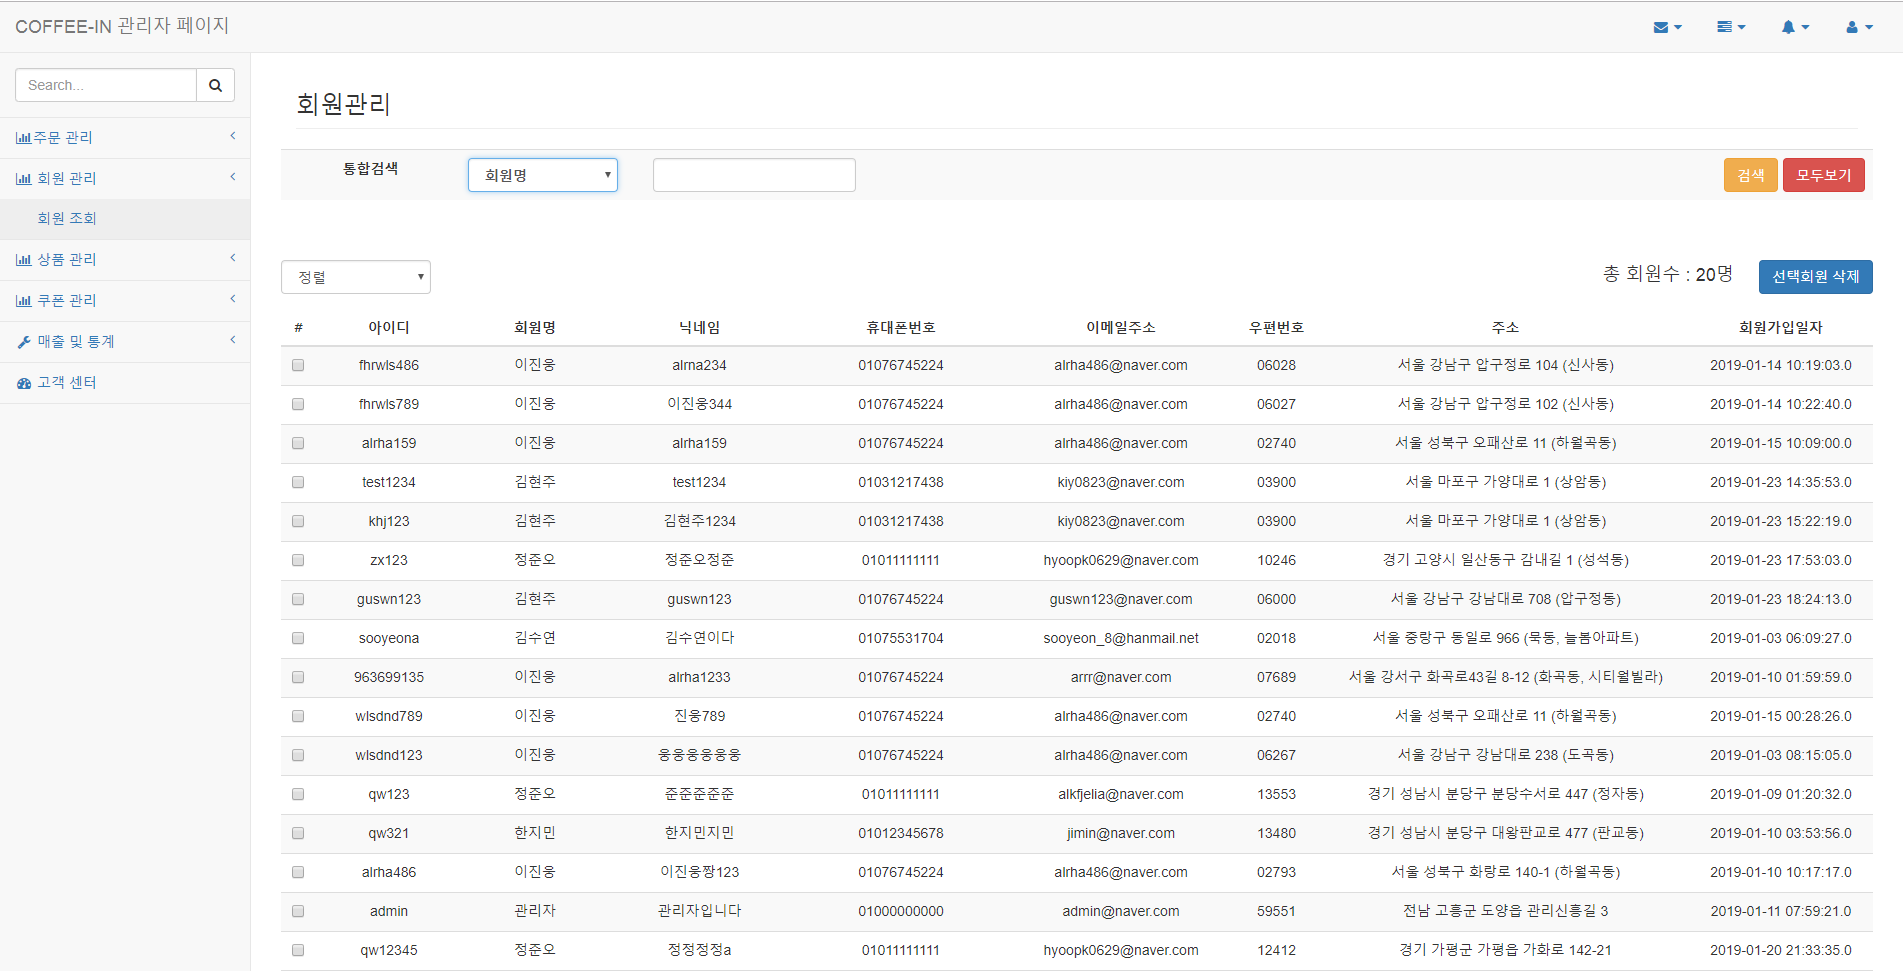 COFFEE-IN 관리자 페이지
Search...
주문 관리
회원 관리
회원 조회
상품 관리
쿠폰 관리
매출 및 통계
고객 센터
회원관리
통합검색 회원명 검색 모두보기
정렬 총 회원수 : 20명 선택회원 삭제
# 아이디 회원명 닉네임 휴대폰번호 이메일주소 우편번호 주소 회원가입일자
fhrwls486 이진웅 alrna234 01076745224 alrha486@naver.com 06028 서울 강남구 압구정로 104 (신사동) 2019-01-14 10:19:03.0
fhrwls789 이진웅 이진웅344 01076745224 alrha486@naver.com 06027 서울 강남구 압구정로 102 (신사동) 2019-01-14 10:22:40.0
alrha159 이진웅 alrha159 01076745224 alrha486@naver.com 02740 서울 성북구 오패산로 11 (하월곡동) 2019-01-15 10:09:00.0
test1234 김현주 test1234 01031217438 kiy0823@naver.com 03900 서울 마포구 가양대로 1 (상암동) 2019-01-23 14:35:53.0
khj123 김현주 김현주1234 01031217438 kiy0823@naver.com 03900 서울 마포구 가양대로 1 (상암동) 2019-01-23 15:22:19.0
zx123 정준오 정준오정준 01011111111 hyoopk0629@naver.com 10246 경기 고양시 일산동구 감내길 1 (성석동) 2019-01-23 17:53:03.0
guswn123 김현주 guswn123 01076745224 guswn123@naver.com 06000 서울 강남구 강남대로 708 (압구정동) 2019-01-23 18:24:13.0
sooyeona 김수연 김수연이다 01075531704 sooyeon_8@hanmail.net 02018 서울 중랑구 동일로 966 (묵동, 늘봄아파트) 2019-01-03 06:09:27.0
963699135 이진웅 alrha1233 01076745224 arrr@naver.com 07689 서울 강서구 화곡로43길 8-12 (화곡동, 시티월빌라) 2019-01-10 01:59:59.0
wlsdnd789 이진웅 진웅789 01076745224 alrha486@naver.com 02740 서울 성북구 오패산로 11 (하월곡동) 2019-01-15 00:28:26.0
wlsdnd123 이진웅 웅웅웅웅웅웅 01076745224 alrha486@naver.com 06267 서울 강남구 강남대로 238 (도곡동) 2019-01-03 08:15:05.0
qw123 정준오 준준준준준 01011111111 alkfjelia@naver.com 13553 경기 성남시 분당구 분당수서로 447 (정자동) 2019-01-09 01:20:32.0
qw321 한지민 한지민지민 01012345678 jimin@naver.com 13480 경기 성남시 분당구 대왕판교로 477 (판교동) 2019-01-10 03:53:56.0
alrha486 이진웅 이진웅짱123 01076745224 alrha486@naver.com 02793 서울 성북구 화랑로 140-1 (하월곡동) 2019-01-10 10:17:17.0
admin 관리자 관리자입니다 01000000000 admin@naver.com 59551 전남 고흥군 도양읍 관리신흥길 3 2019-01-11 07:59:21.0
qw12345 정준오 정정정정a 01011111111 hyoopk0629@naver.com 12412 경기 가평군 가평읍 가화로 142-21 2019-01-20 21:33:35.0